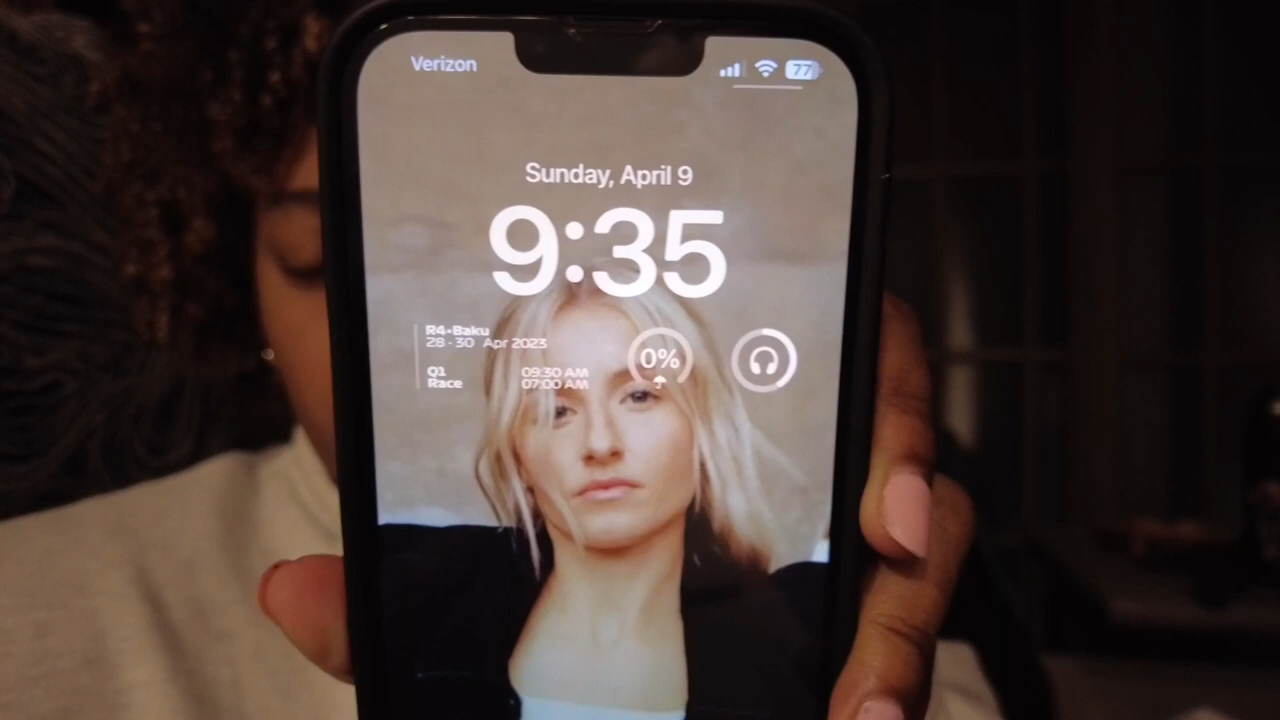 Verizon
77
Sunday, April 9
9:35
R4•Baku
28-30 Apr 2023
Q1 09:30 AM
Race 07:00 AM
0%